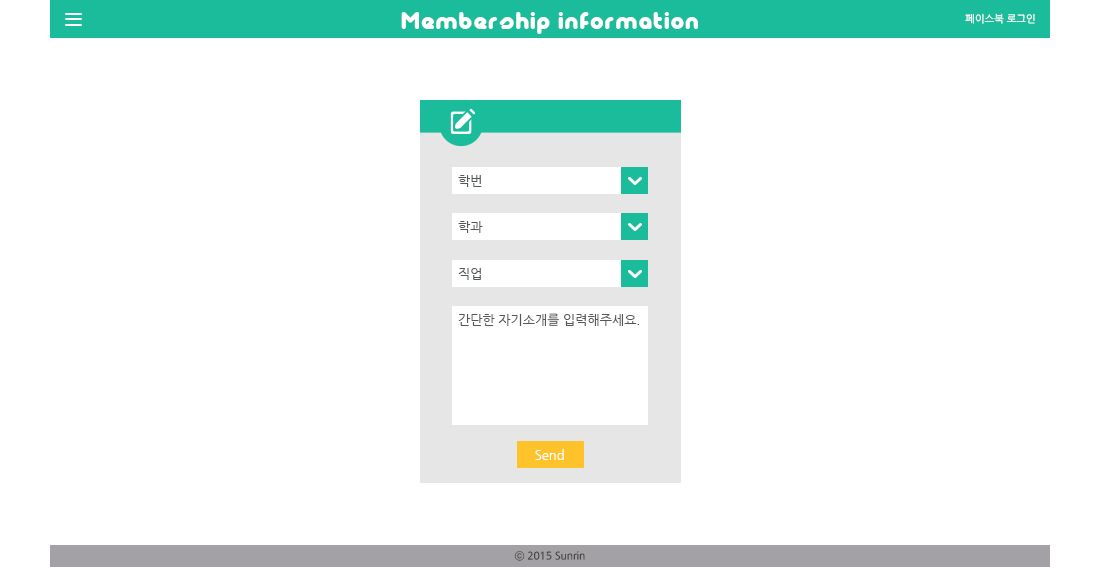 Membership information
페이스북 로그인
학번
학과
직업
간단한 자기소개를 입력해주세요.
Send
ⓒ 2015 Sunrin